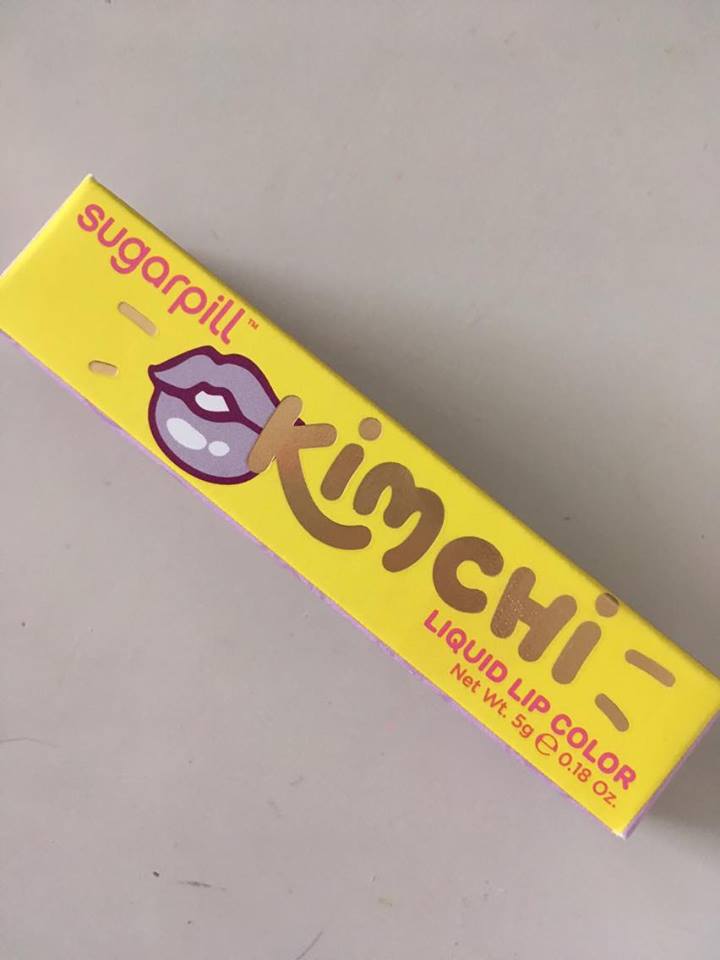 sugarpill™
KIMCHI
LIQUID LIP COLOR
Net Wt. 5g ℮ 0.18 Oz.